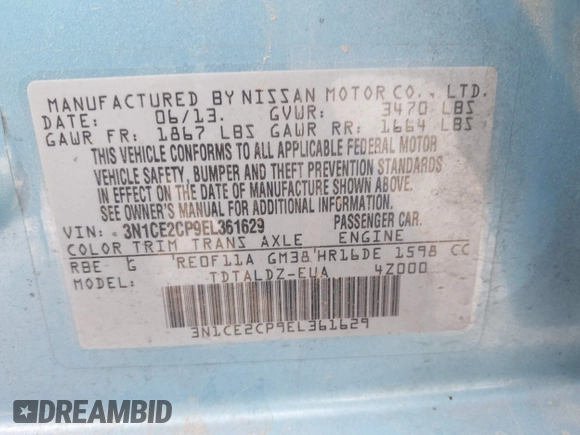 MANUFACTURED BY NISSAN MOTOR CO., LTD.
DATE: 06/13. GVWR: 3470 LBS
GAWR FR: 1867 LBS GAWR RR: 1664 LBS
THIS VEHICLE CONFORMS TO ALL APPLICABLE FEDERAL MOTOR
VEHICLE SAFETY, BUMPER AND THEFT PREVENTION STANDARDS
IN EFFECT ON THE DATE OF MANUFACTURE SHOWN ABOVE.
SEE OWNER'S MANUAL FOR ADDITIONAL INFORMATION.
VIN: 3N1CE2CP9EL361629 PASSENGER CAR.
COLOR TRIM TRANS AXLE ENGINE
RBE G RE0F11A GM38 HR16DE 1598 CC
MODEL: TDTALDZ-EUA 4Z000
3N1CE2CP9EL361629
DREAMBID